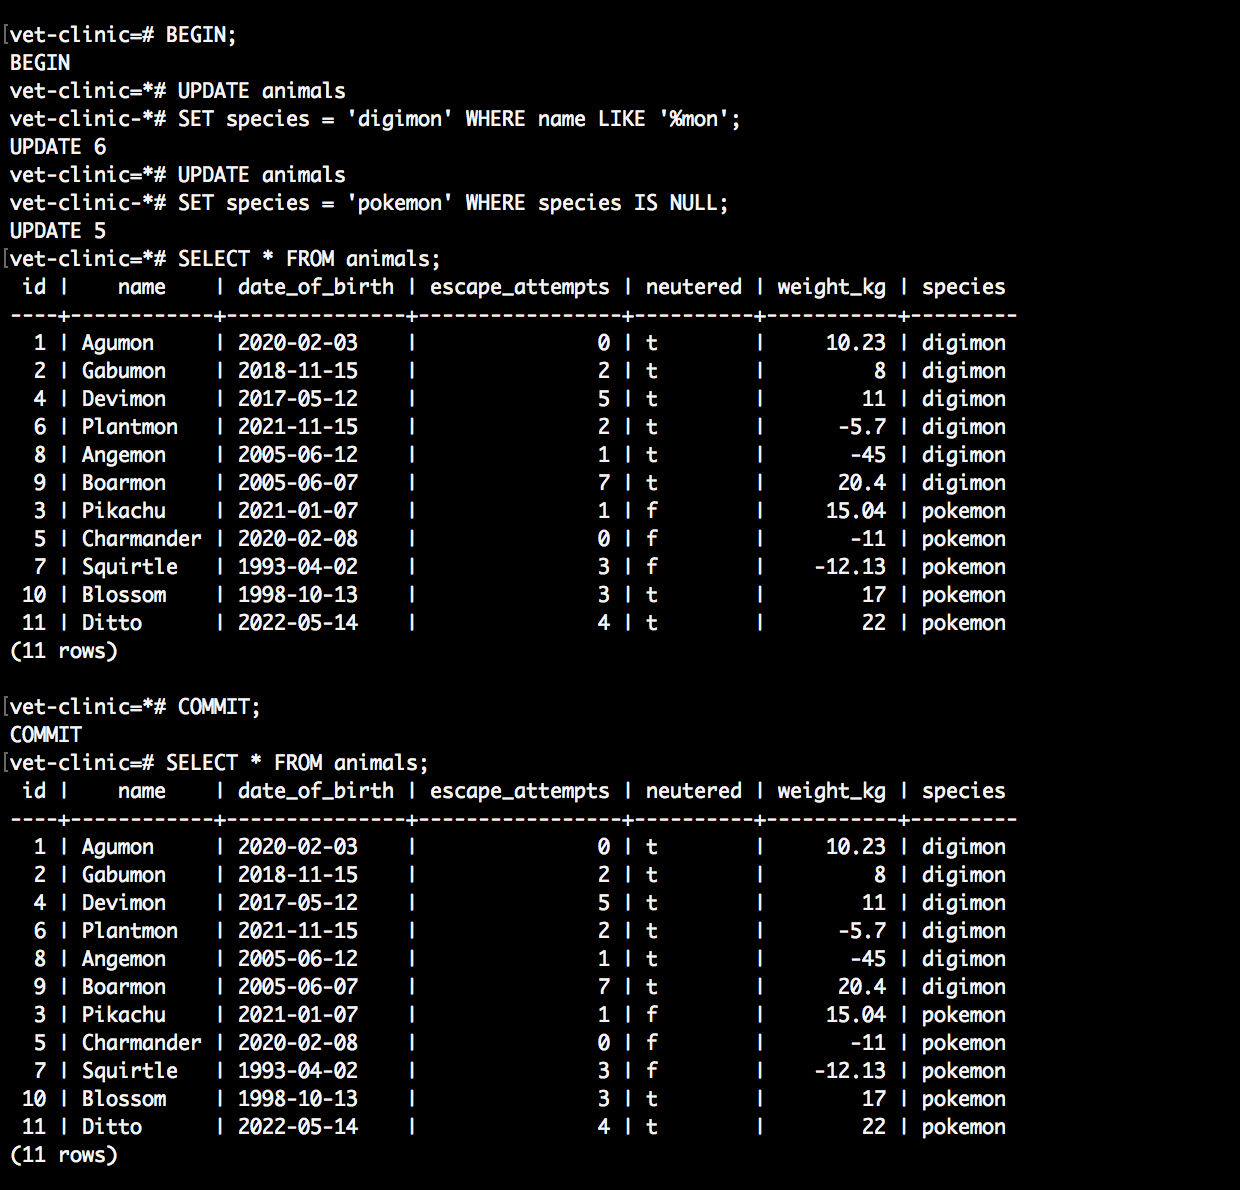 [vet-clinic=# BEGIN;
BEGIN
vet-clinic=*# UPDATE animals
vet-clinic-*# SET species = 'digimon' WHERE name LIKE '%mon';
UPDATE 6
vet-clinic=*# UPDATE animals
vet-clinic-*# SET species = 'pokemon' WHERE species IS NULL;
UPDATE 5
[vet-clinic=*# SELECT * FROM animals;
 id |    name    | date_of_birth | escape_attempts | neutered | weight_kg | species
----+------------+---------------+-----------------+----------+-----------+---------
  1 | Agumon     | 2020-02-03    |               0 | t        |     10.23 | digimon
  2 | Gabumon    | 2018-11-15    |               2 | t        |         8 | digimon
  4 | Devimon    | 2017-05-12    |               5 | t        |        11 | digimon
  6 | Plantmon   | 2021-11-15    |               2 | t        |      -5.7 | digimon
  8 | Angemon    | 2005-06-12    |               1 | t        |       -45 | digimon
  9 | Boarmon    | 2005-06-07    |               7 | t        |      20.4 | digimon
  3 | Pikachu    | 2021-01-07    |               1 | f        |     15.04 | pokemon
  5 | Charmander | 2020-02-08    |               0 | f        |       -11 | pokemon
  7 | Squirtle   | 1993-04-02    |               3 | f        |    -12.13 | pokemon
 10 | Blossom    | 1998-10-13    |               3 | t        |        17 | pokemon
 11 | Ditto      | 2022-05-14    |               4 | t        |        22 | pokemon
(11 rows)
[vet-clinic=*# COMMIT;
COMMIT
[vet-clinic=# SELECT * FROM animals;
 id |    name    | date_of_birth | escape_attempts | neutered | weight_kg | species
----+------------+---------------+-----------------+----------+-----------+---------
  1 | Agumon     | 2020-02-03    |               0 | t        |     10.23 | digimon
  2 | Gabumon    | 2018-11-15    |               2 | t        |         8 | digimon
  4 | Devimon    | 2017-05-12    |               5 | t        |        11 | digimon
  6 | Plantmon   | 2021-11-15    |               2 | t        |      -5.7 | digimon
  8 | Angemon    | 2005-06-12    |               1 | t        |       -45 | digimon
  9 | Boarmon    | 2005-06-07    |               7 | t        |      20.4 | digimon
  3 | Pikachu    | 2021-01-07    |               1 | f        |     15.04 | pokemon
  5 | Charmander | 2020-02-08    |               0 | f        |       -11 | pokemon
  7 | Squirtle   | 1993-04-02    |               3 | f        |    -12.13 | pokemon
 10 | Blossom    | 1998-10-13    |               3 | t        |        17 | pokemon
 11 | Ditto      | 2022-05-14    |               4 | t        |        22 | pokemon
(11 rows)